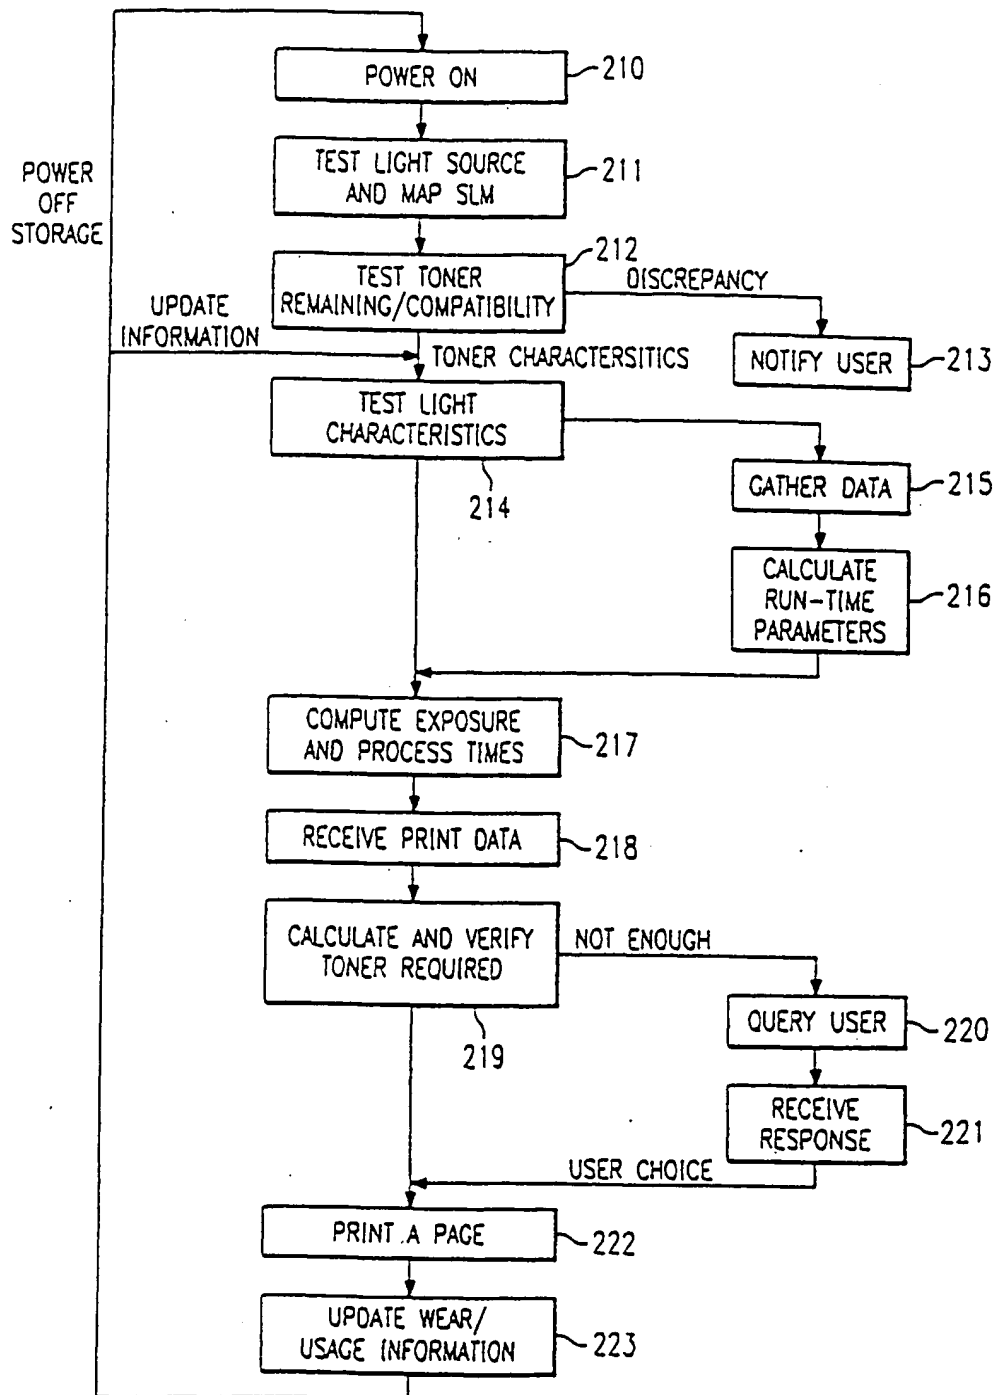 POWER ON
210
TEST LIGHT SOURCE
AND MAP SLM
211
POWER
OFF
STORAGE
212
TEST TONER
REMAINING/COMPATIBILITY
DISCREPANCY
UPDATE
INFORMATION
TONER CHARACTERSITICS
NOTIFY USER
213
TEST LIGHT
CHARACTERISTICS
214
GATHER DATA
215
CALCULATE
RUN-TIME
PARAMETERS
216
COMPUTE EXPOSURE
AND PROCESS TIMES
217
RECEIVE PRINT DATA
218
CALCULATE AND VERIFY
TONER REQUIRED
NOT ENOUGH
219
QUERY USER
220
RECEIVE
RESPONSE
221
USER CHOICE
PRINT A PAGE
222
UPDATE WEAR/
USAGE INFORMATION
223